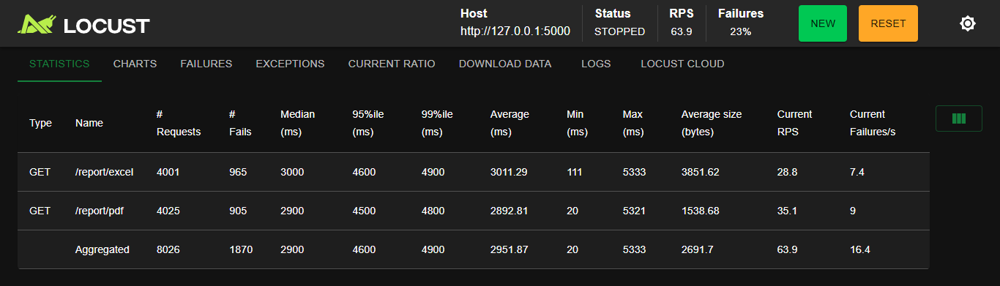 LOCUST
Host Status RPS Failures
http://127.0.0.1:5000 STOPPED 63.9 23%
NEW RESET
STATISTICS CHARTS FAILURES EXCEPTIONS CURRENT RATIO DOWNLOAD DATA LOGS LOCUST CLOUD
Type Name # Requests # Fails Median (ms) 95%ile (ms) 99%ile (ms) Average (ms) Min (ms) Max (ms) Average size (bytes) Current RPS Current Failures/s
GET /report/excel 4001 965 3000 4600 4900 3011.29 111 5333 3851.62 28.8 7.4
GET /report/pdf 4025 905 2900 4500 4800 2892.81 20 5321 1538.68 35.1 9
Aggregated 8026 1870 2900 4600 4900 2951.87 20 5333 2691.7 63.9 16.4